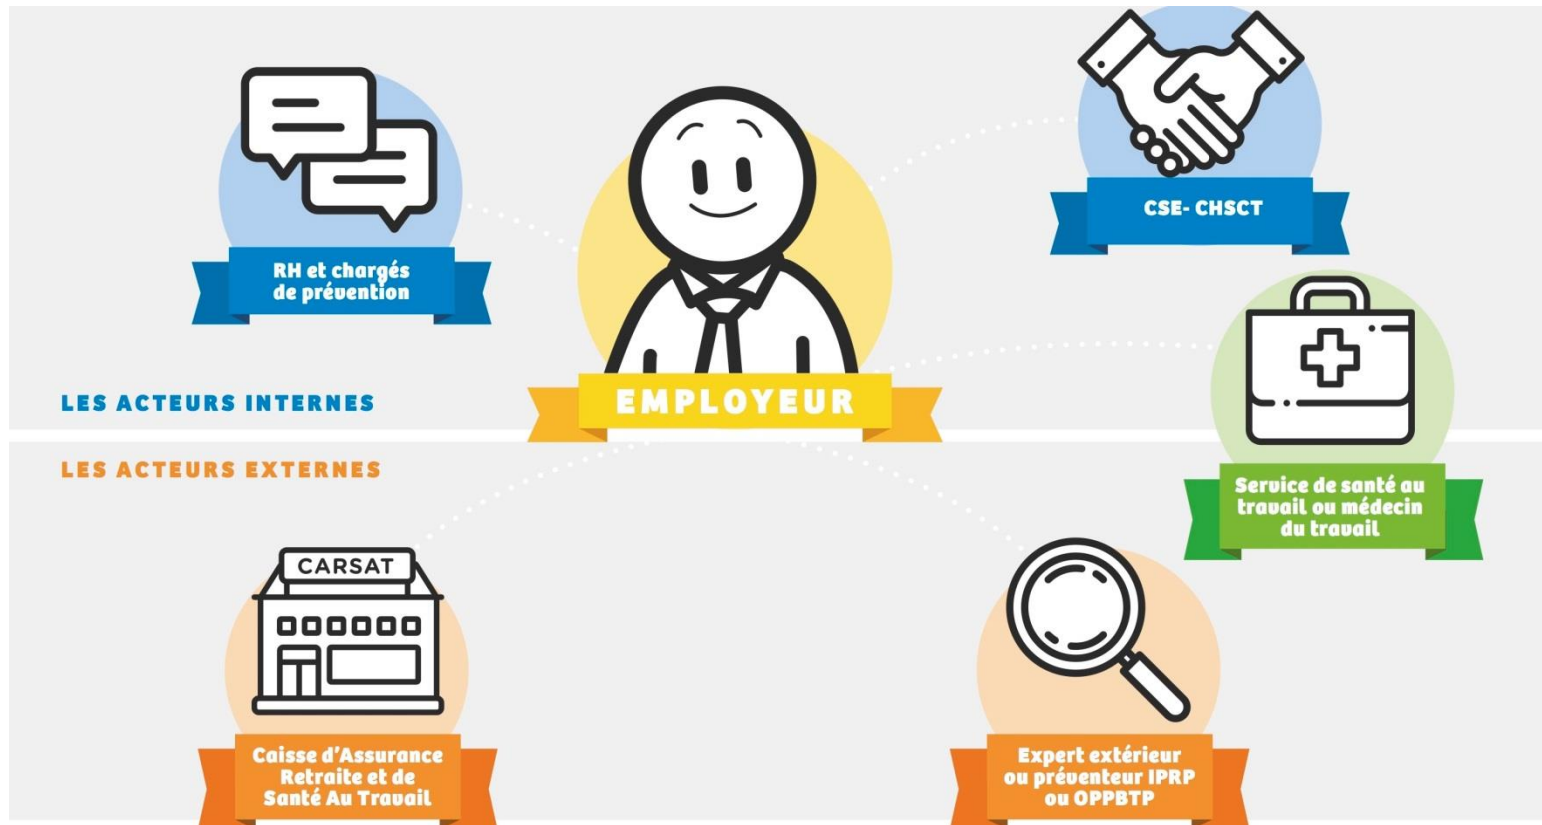 CSE- CHSCT
RH et chargés
de prévention
EMPLOYEUR
LES ACTEURS INTERNES
LES ACTEURS EXTERNES
Service de santé au
travail ou médecin
du travail
CARSAT
Caisse d'Assurance
Retraite et de
Santé Au Travail
Expert extérieur
ou préventeur IPRP
ou OPPBTP